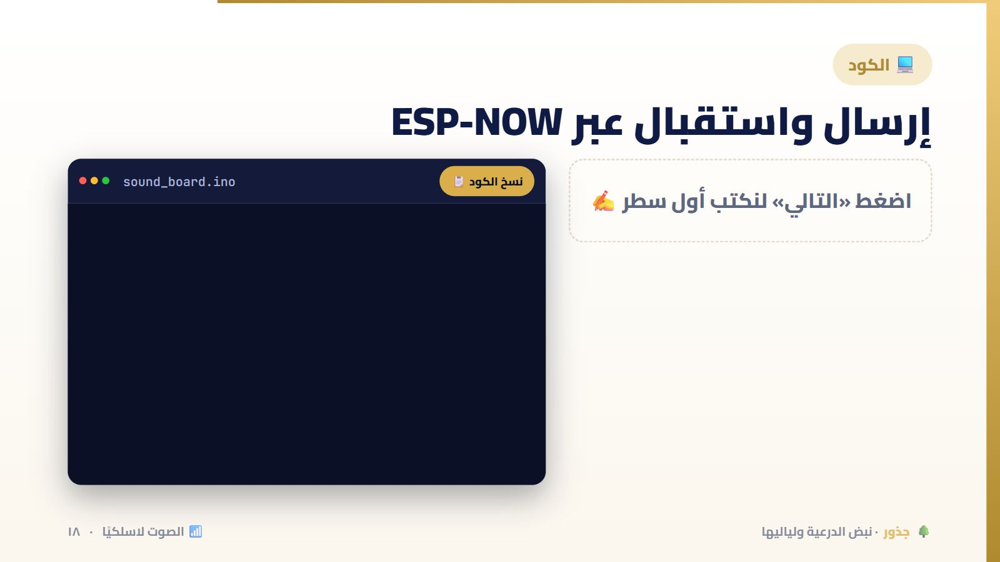 الكود
إرسال واستقبال عبر ESP-NOW
اضغط «التالي» لنكتب أول سطر
sound_board.ino
نسخ الكود
جذور · نبض الدرعية ولياليها
الصوت لاسلكيًا · ١٨